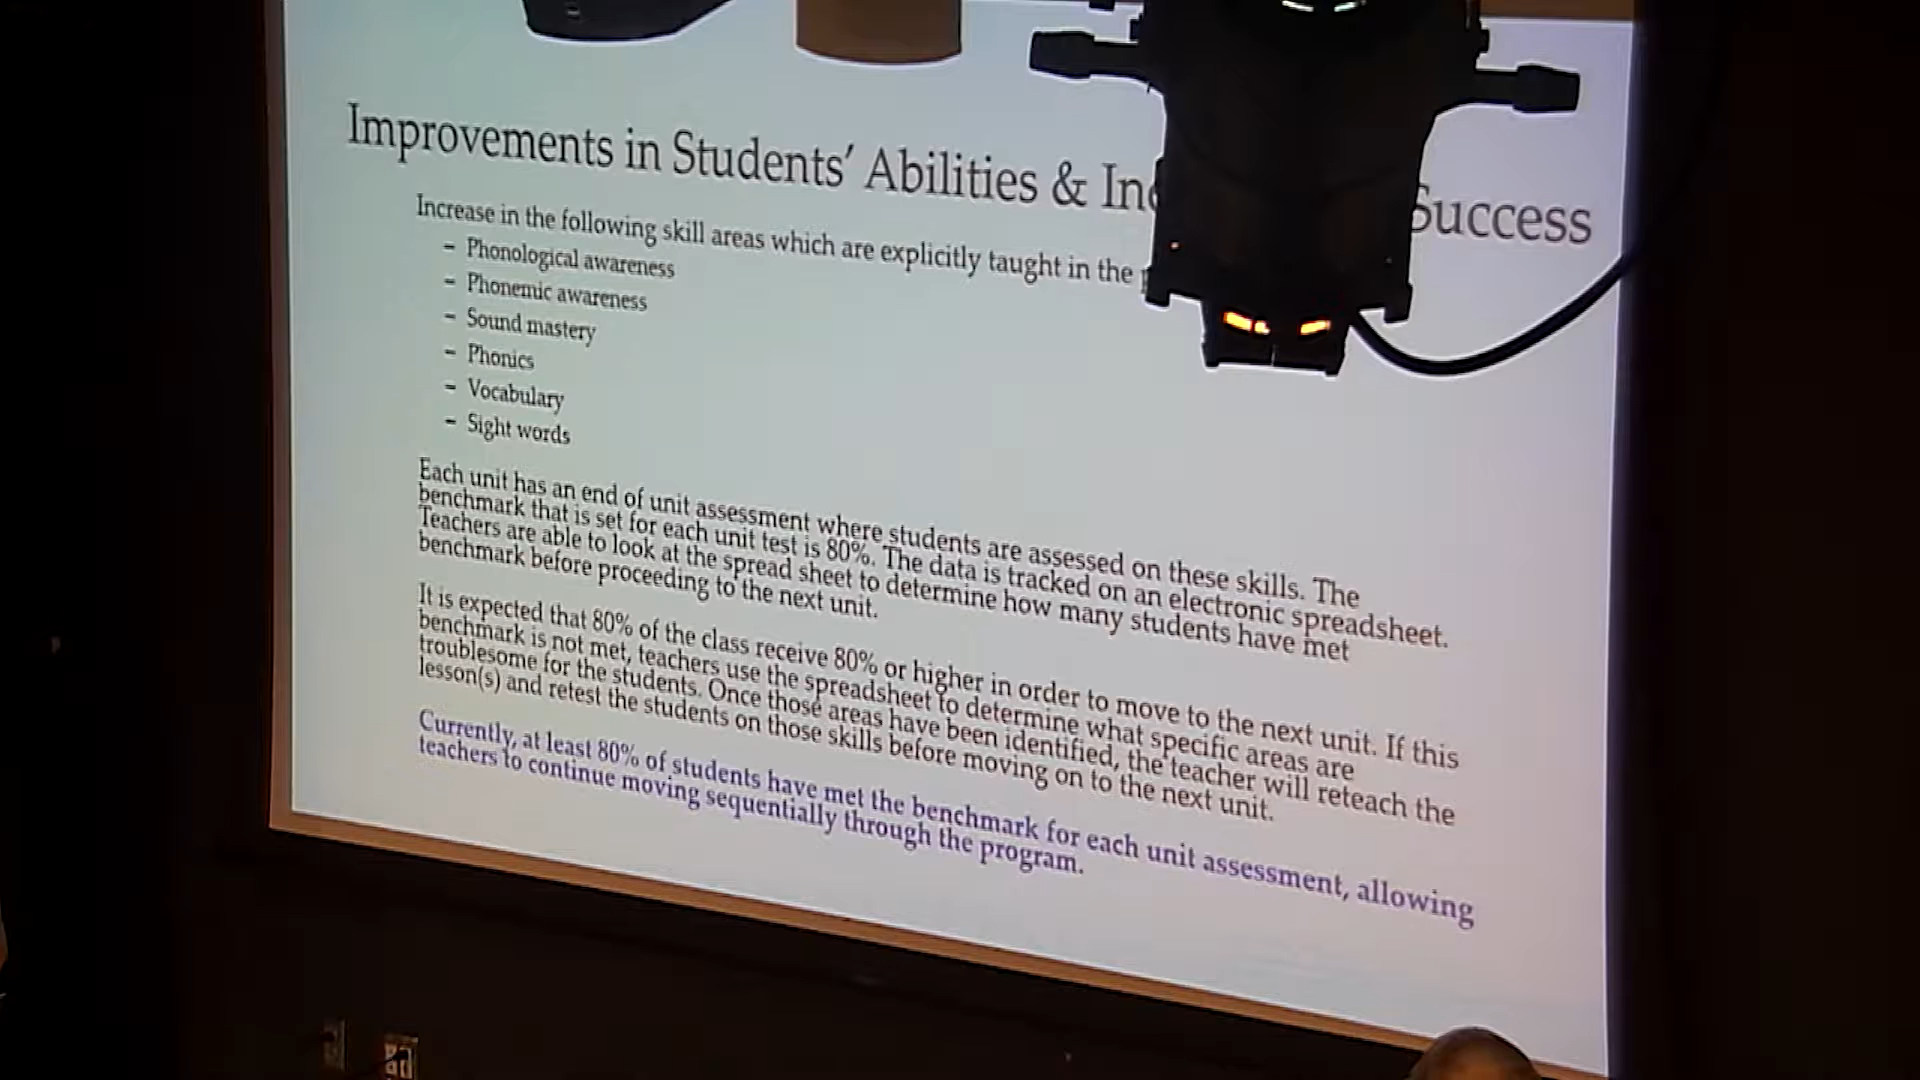 Improvements in Students' Abilities & Success
Increase in the following skill areas which are explicitly taught in the
– Phonological awareness
– Phonemic awareness
– Sound mastery
– Phonics
– Vocabulary
– Sight words
Each unit has an end of unit assessment where students are assessed on these skills. The
benchmark that is set for each unit test is 80%. The data is tracked on an electronic spreadsheet.
Teachers are able to look at the spread sheet to determine how many students have met
benchmark before proceeding to the next unit.
It is expected that 80% of the class receive 80% or higher in order to move to the next unit. If this
benchmark is not met, teachers use the spreadsheet to determine what specific areas are
troublesome for the students. Once those areas have been identified, the teacher will reteach the
lesson(s) and retest the students on those skills before moving on to the next unit.
Currently, at least 80% of students have met the benchmark for each unit assessment, allowing
teachers to continue moving sequentially through the program.